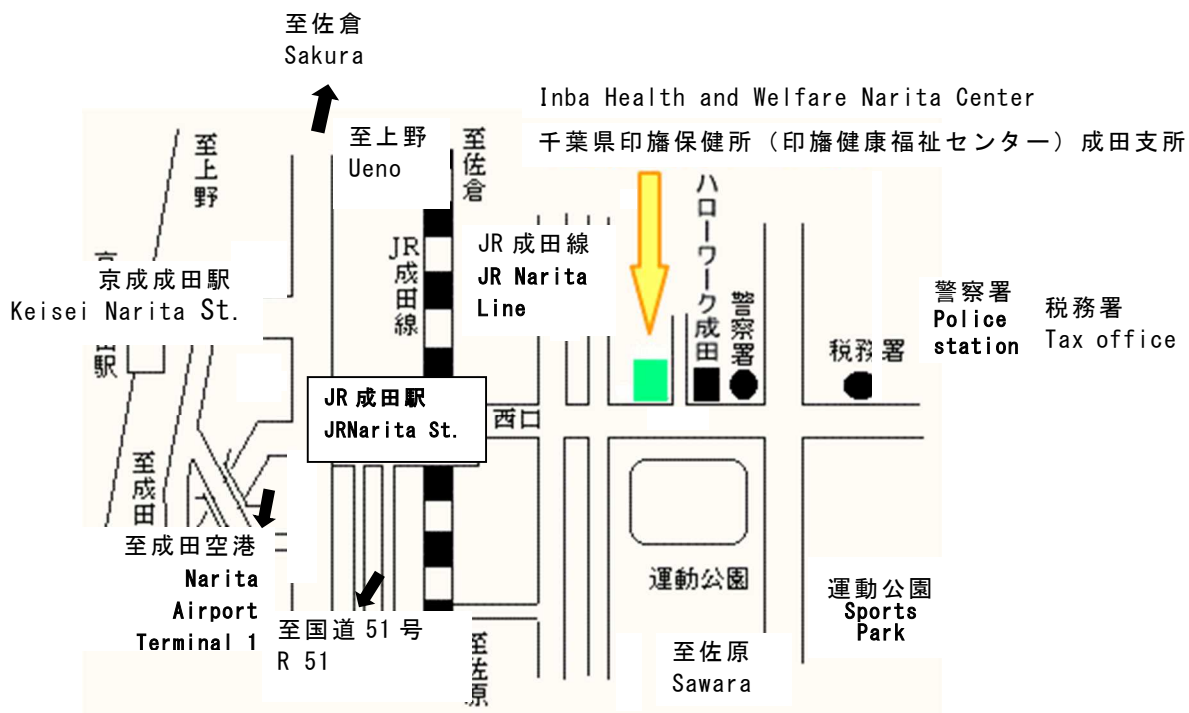 至佐倉
Sakura
Inba Health and Welfare Narita Center
千葉県印旛保健所（印旛健康福祉センター）成田支所
至上野
Ueno
至上野
至佐倉
JR成田線
JR 成田線
JR Narita
Line
ハローワーク成田
警察署
税務署
警察署
Police
station
税務署
Tax office
京成成田駅
Keisei Narita St.
田駅
JR 成田駅
JRNarita St.
西口
至成田
至成田空港
Narita
Airport
Terminal 1
至国道 51 号
R 51
至佐原
運動公園
至佐原
Sawara
運動公園
Sports
Park